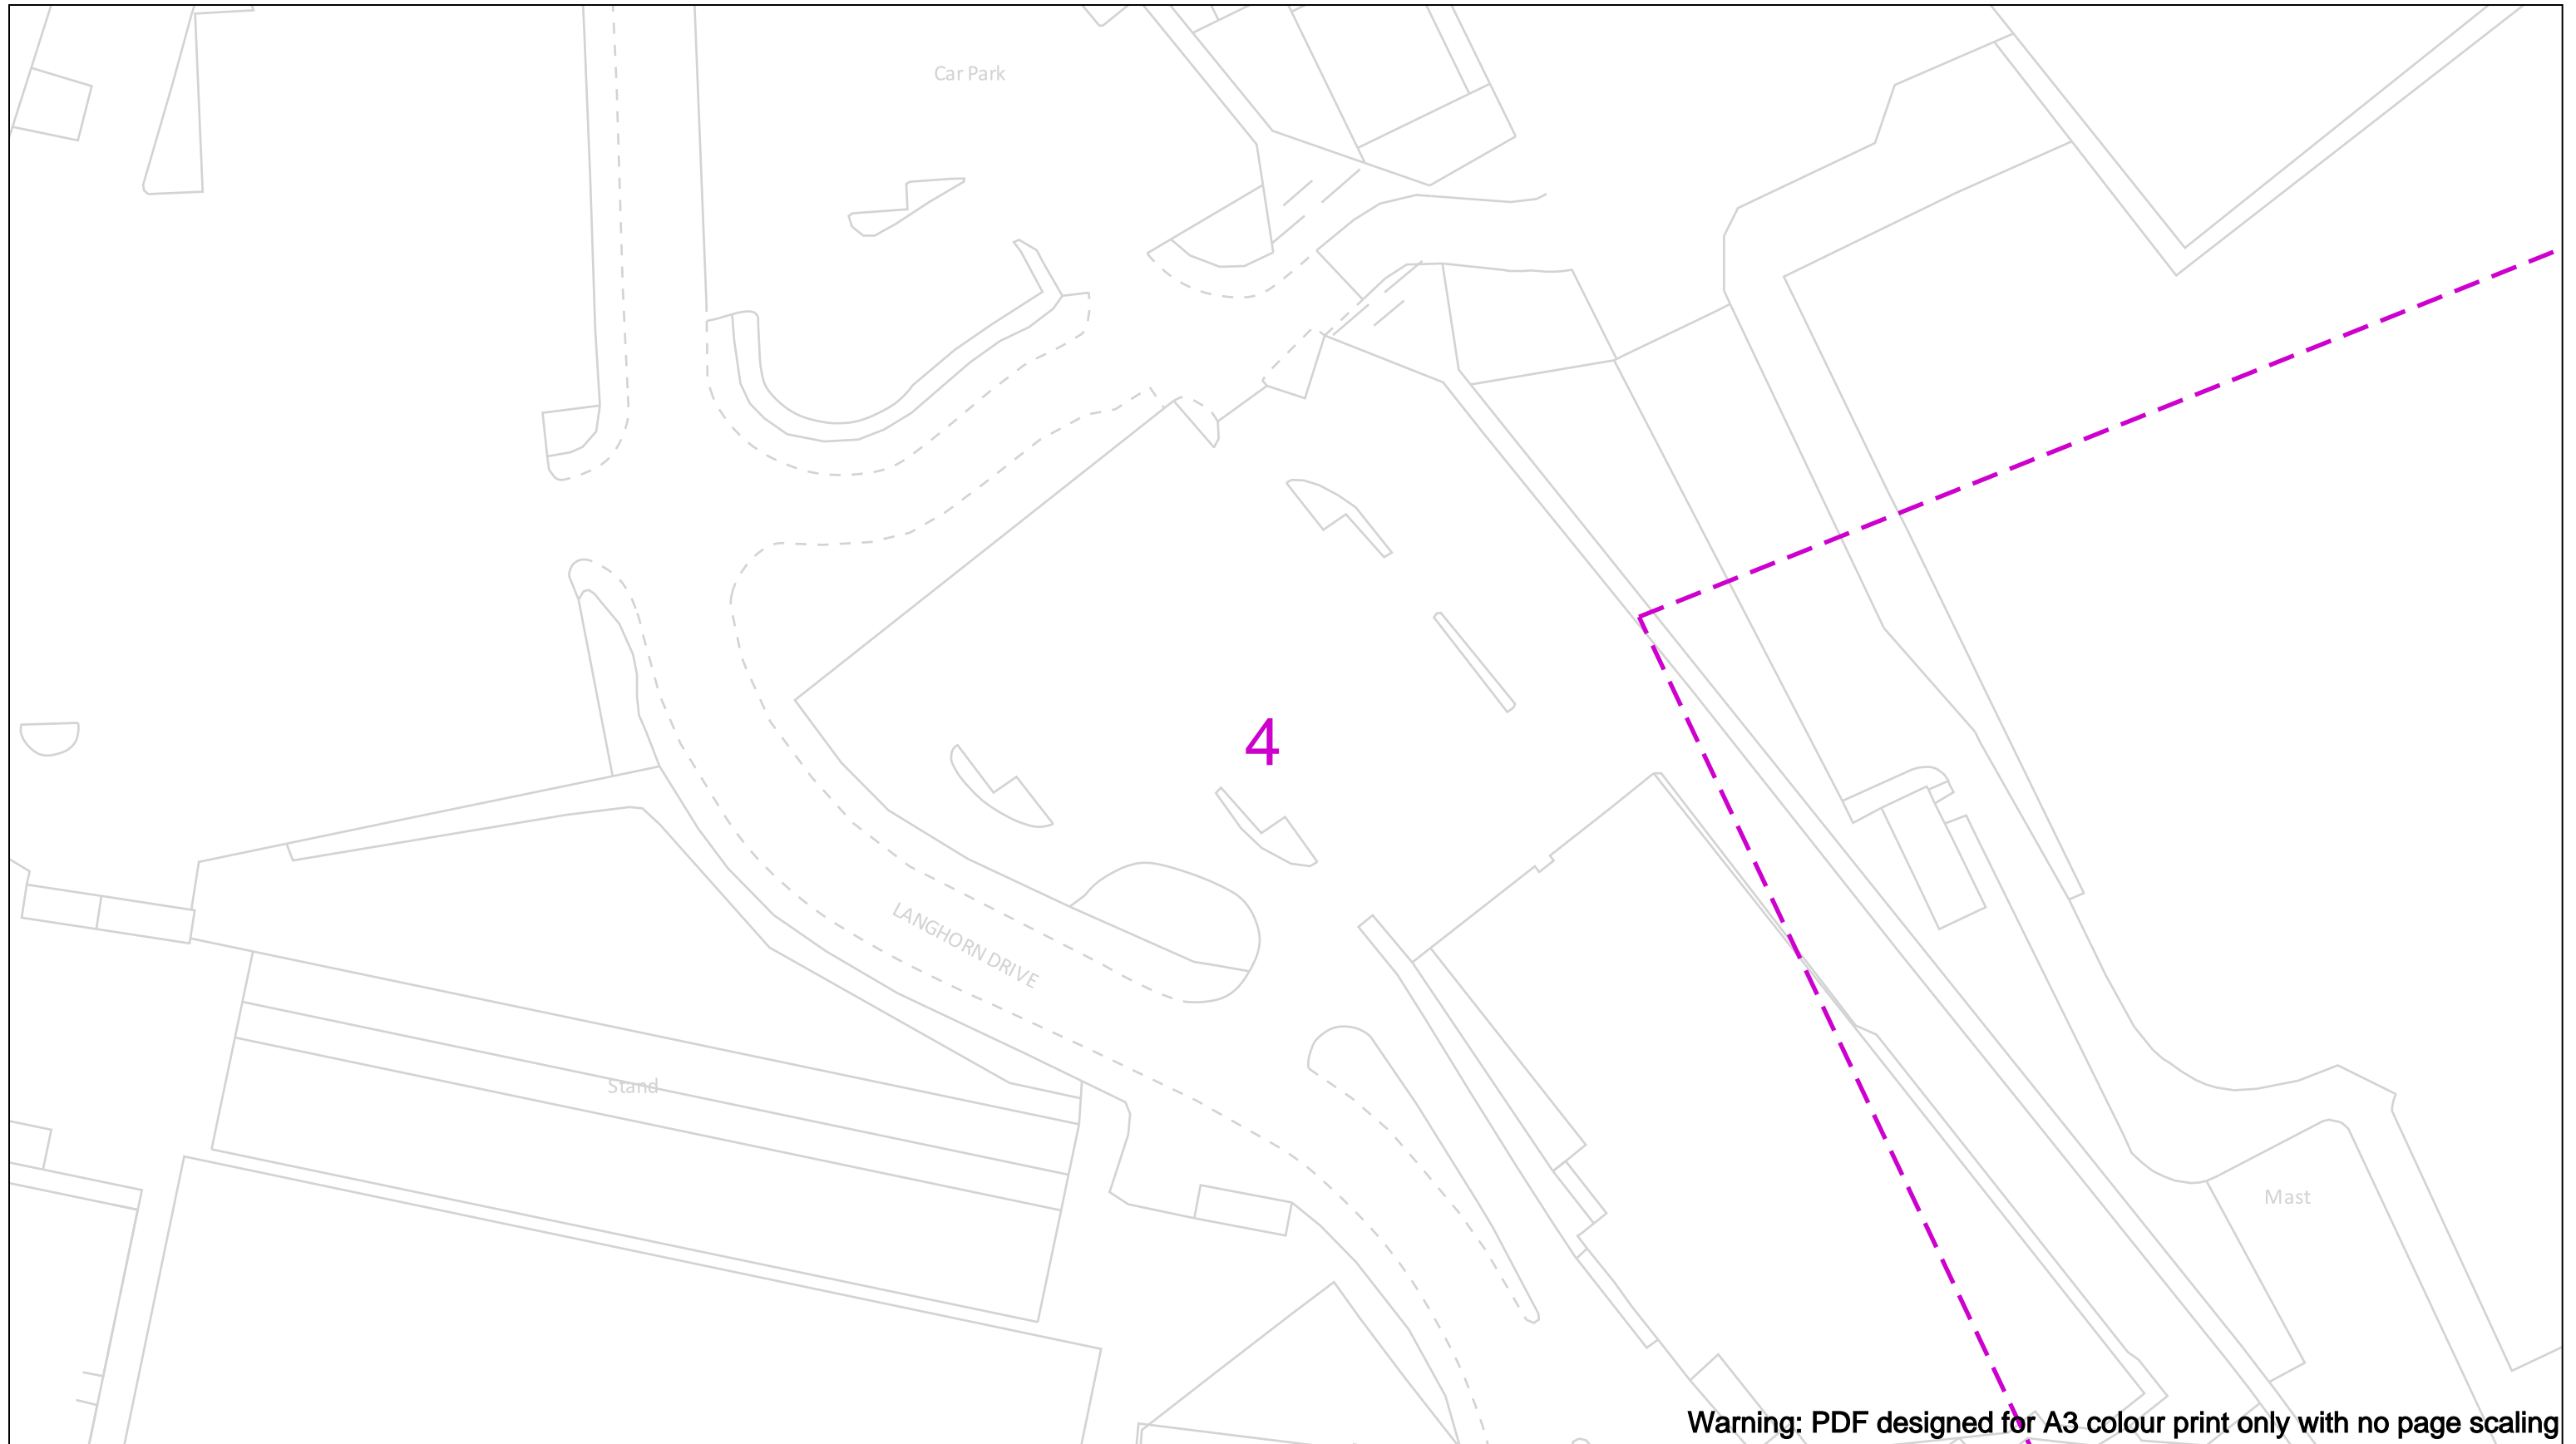 Car Park
4
LANGHORN DRIVE
Stand
Mast
Warning: PDF designed for A3 colour print only with no page scaling